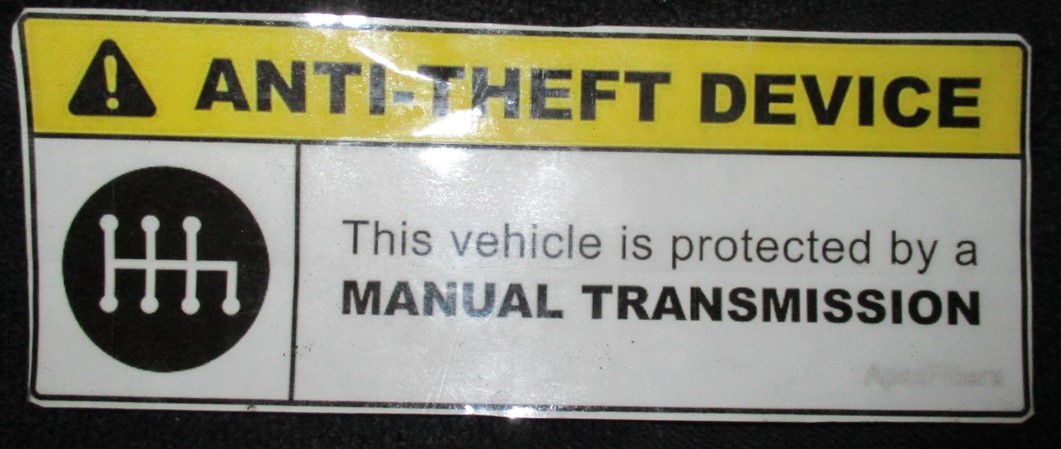 ANTI-THEFT DEVICE
This vehicle is protected by a
MANUAL TRANSMISSION